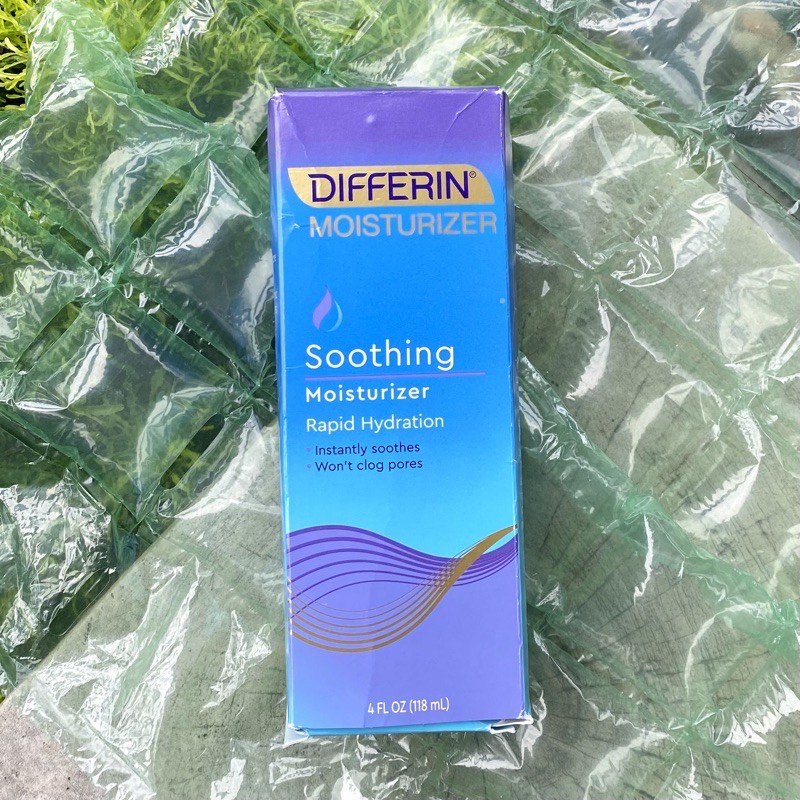 DIFFERIN®
MOISTURIZER
Soothing
Moisturizer
Rapid Hydration
• Instantly soothes
• Won't clog pores
4 FL OZ (118 mL)